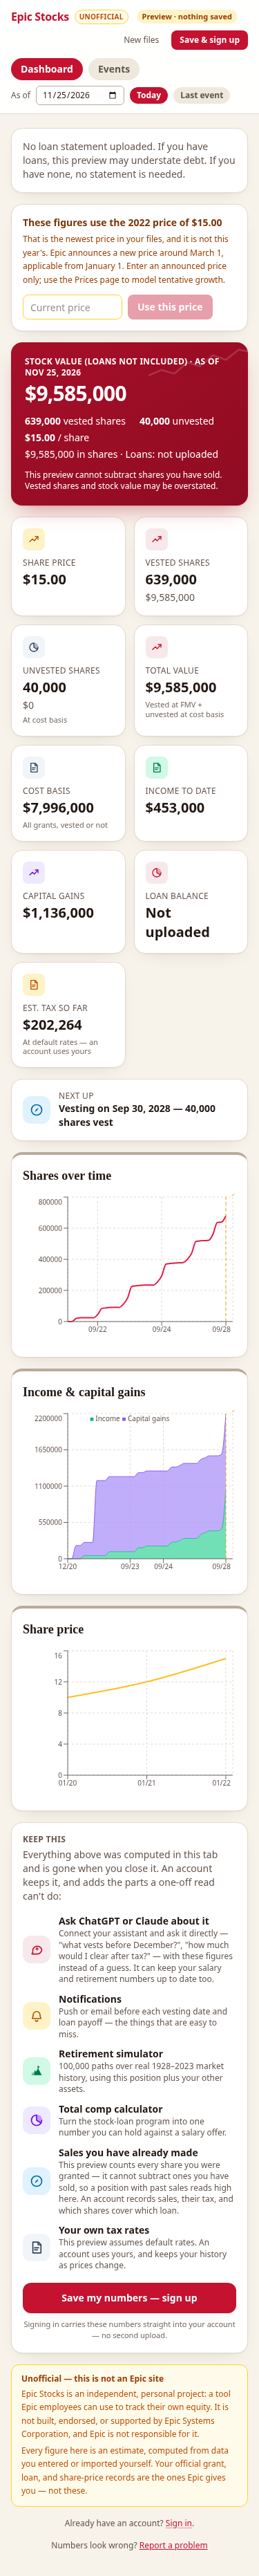 Epic Stocks UNOFFICIAL Preview · nothing saved
New files Save & sign up
Dashboard Events
As of 11/25/2026 Today Last event
No loan statement uploaded. If you have
loans, this preview may understate debt. If you
have none, no statement is needed.
These figures use the 2022 price of $15.00
That is the newest price in your files, and it is not this
year's. Epic announces a new price around March 1,
applicable from January 1. Enter an announced price
only; use the Prices page to model tentative growth.
Current price Use this price
STOCK VALUE (LOANS NOT INCLUDED) · AS OF
NOV 25, 2026
$9,585,000
639,000 vested shares 40,000 unvested
$15.00 / share
$9,585,000 in shares · Loans: not uploaded
This preview cannot subtract shares you have sold.
Vested shares and stock value may be overstated.
SHARE PRICE
$15.00
VESTED SHARES
639,000
$9,585,000
UNVESTED SHARES
40,000
$0
At cost basis
TOTAL VALUE
$9,585,000
Vested at FMV +
unvested at cost basis
COST BASIS
$7,996,000
All grants, vested or not
INCOME TO DATE
$453,000
CAPITAL GAINS
$1,136,000
LOAN BALANCE
Not
uploaded
EST. TAX SO FAR
$202,264
At default rates — an
account uses yours
NEXT UP
Vesting on Sep 30, 2028 — 40,000
shares vest
Shares over time
800000
600000
400000
200000
0
09/22 09/24 09/28
Income & capital gains
2200000
Income Capital gains
1650000
1100000
550000
0
12/20 09/23 09/24 09/28
Share price
16
12
8
4
0
01/20 01/21 01/22
KEEP THIS
Everything above was computed in this tab
and is gone when you close it. An account
keeps it, and adds the parts a one-off read
can't do:
Ask ChatGPT or Claude about it
Connect your assistant and ask it directly —
"what vests before December?", "how much
would I clear after tax?" — with these figures
instead of a guess. It can keep your salary
and retirement numbers up to date too.
Notifications
Push or email before each vesting date and
loan payoff — the things that are easy to
miss.
Retirement simulator
100,000 paths over real 1928–2023 market
history, using this position plus your other
assets.
Total comp calculator
Turn the stock-loan program into one
number you can hold against a salary offer.
Sales you have already made
This preview counts every share you were
granted — it cannot subtract ones you have
sold, so a position with past sales reads high
here. An account records sales, their tax, and
which shares cover which loan.
Your own tax rates
This preview assumes default rates. An
account uses yours, and keeps your history
as prices change.
Save my numbers — sign up
Signing in carries these numbers straight into your account
— no second upload.
Unofficial — this is not an Epic site
Epic Stocks is an independent, personal project: a tool
Epic employees can use to track their own equity. It is
not built, endorsed, or supported by Epic Systems
Corporation, and Epic is not responsible for it.
Every figure here is an estimate, computed from data
you entered or imported yourself. Your official grant,
loan, and share-price records are the ones Epic gives
you — not these.
Already have an account? Sign in.
Numbers look wrong? Report a problem